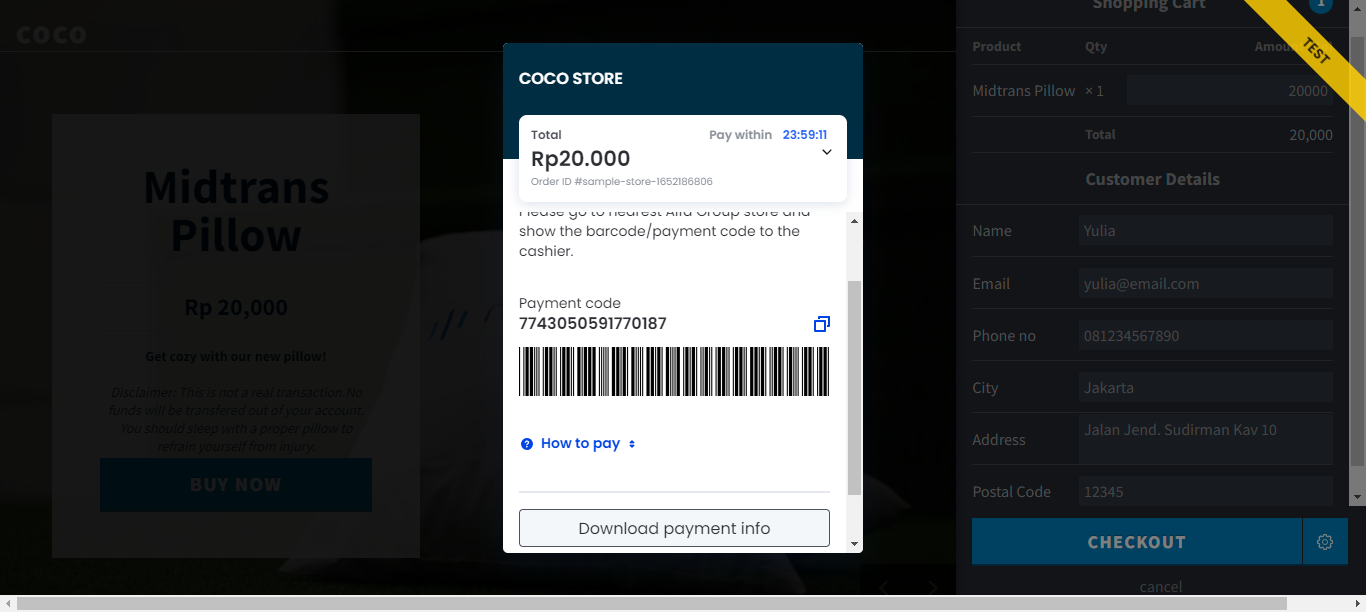 coco
Midtrans
Pillow
Rp 20,000
Get cozy with our new pillow!
Disclaimer: This is not a real transaction.No
funds will be transfered out of your account.
You should sleep with a proper pillow to
refrain yourself from injury.
BUY NOW
COCO STORE
Total
Pay within 23:59:11
Rp20.000
Order ID #sample-store-1652186806
Please go to nearest Alfa Group store and
show the barcode/payment code to the
cashier.
Payment code
7743050591770187
? How to pay
Download payment info
Shopping Cart
1
TEST
Product Qty
Midtrans Pillow × 1 20000
Total 20,000
Customer Details
Name Yulia
Email yulia@email.com
Phone no 081234567890
City Jakarta
Address Jalan Jend. Sudirman Kav 10
Postal Code 12345
CHECKOUT
cancel